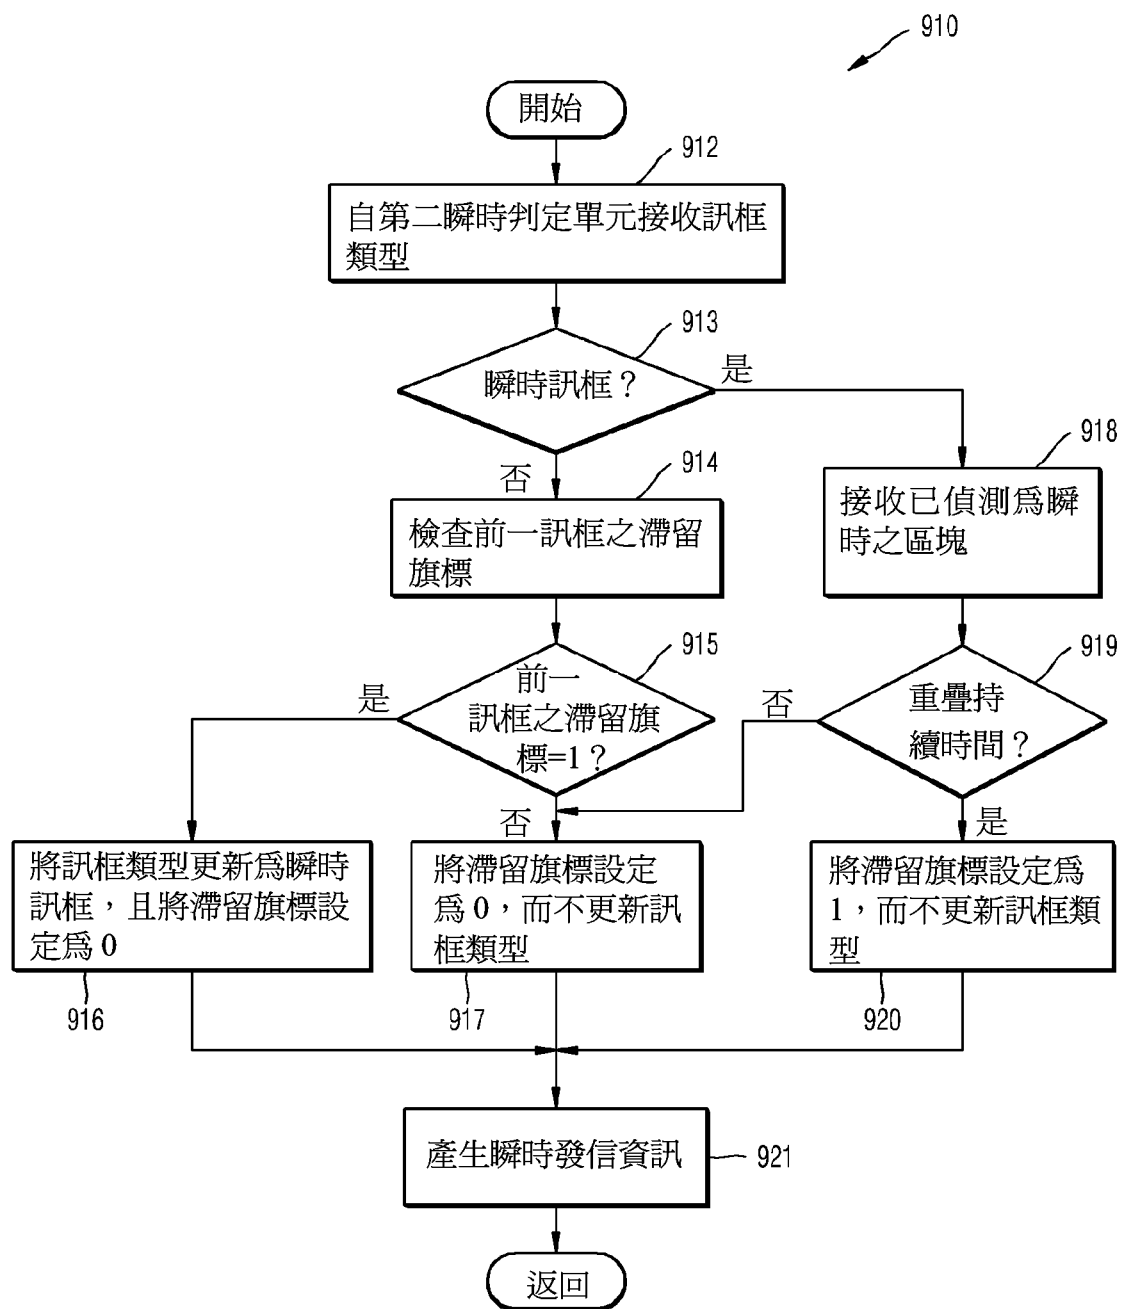 910
開始
912
自第二瞬時判定單元接收訊框
類型
913
瞬時訊框？
是
否
914
檢查前一訊框之滯留
旗標
918
接收已偵測爲瞬
時之區塊
915
前一
訊框之滯留旗
標=1？
是
否
919
重疊持
續時間？
否
是
將訊框類型更新爲瞬時
訊框，且將滯留旗標設
定爲0
916
將滯留旗標設定
爲0，而不更新訊
框類型
917
將滯留旗標設定爲
1，而不更新訊框類
型
920
產生瞬時發信資訊
921
返回